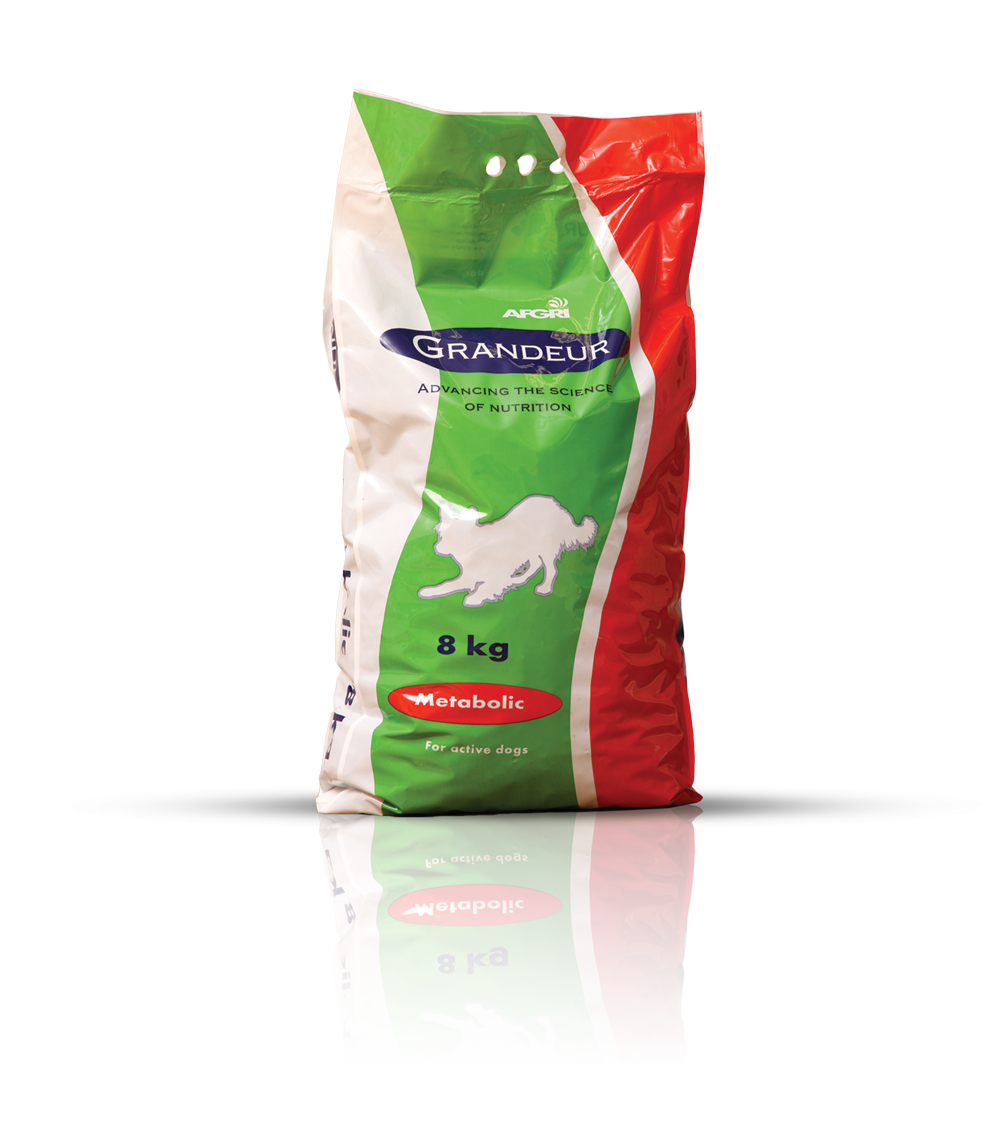 AFGRI
GRANDEUR
ADVANCING THE SCIENCE
OF NUTRITION
8 kg
Metabolic
For active dogs